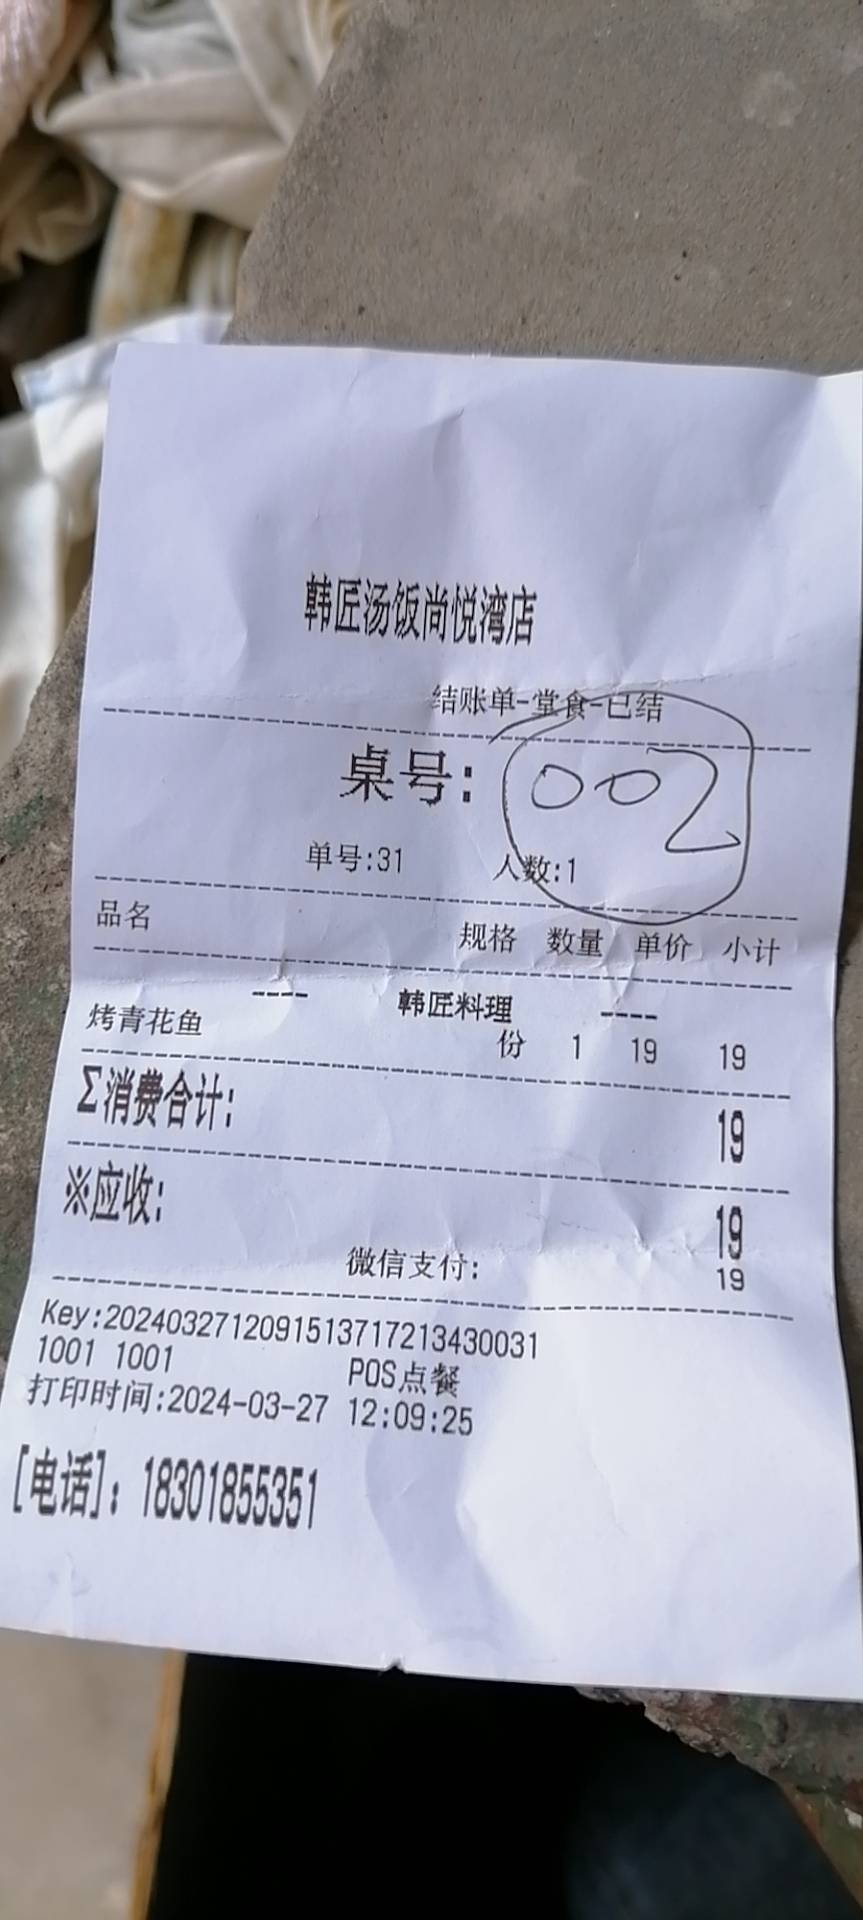 韩匠汤饭尚悦湾店
结账单-堂食-已结
桌号: 002
单号:31 人数:1
品名 规格 数量 单价 小计
---- 韩匠料理 ----
烤青花鱼 份 1 19 19
Σ消费合计: 19
※应收: 19
微信支付: 19
Key:20240327120915137172134​30031
1001 1001 POS点餐
打印时间:2024-03-27 12:09:25
[电话]: 18301855351